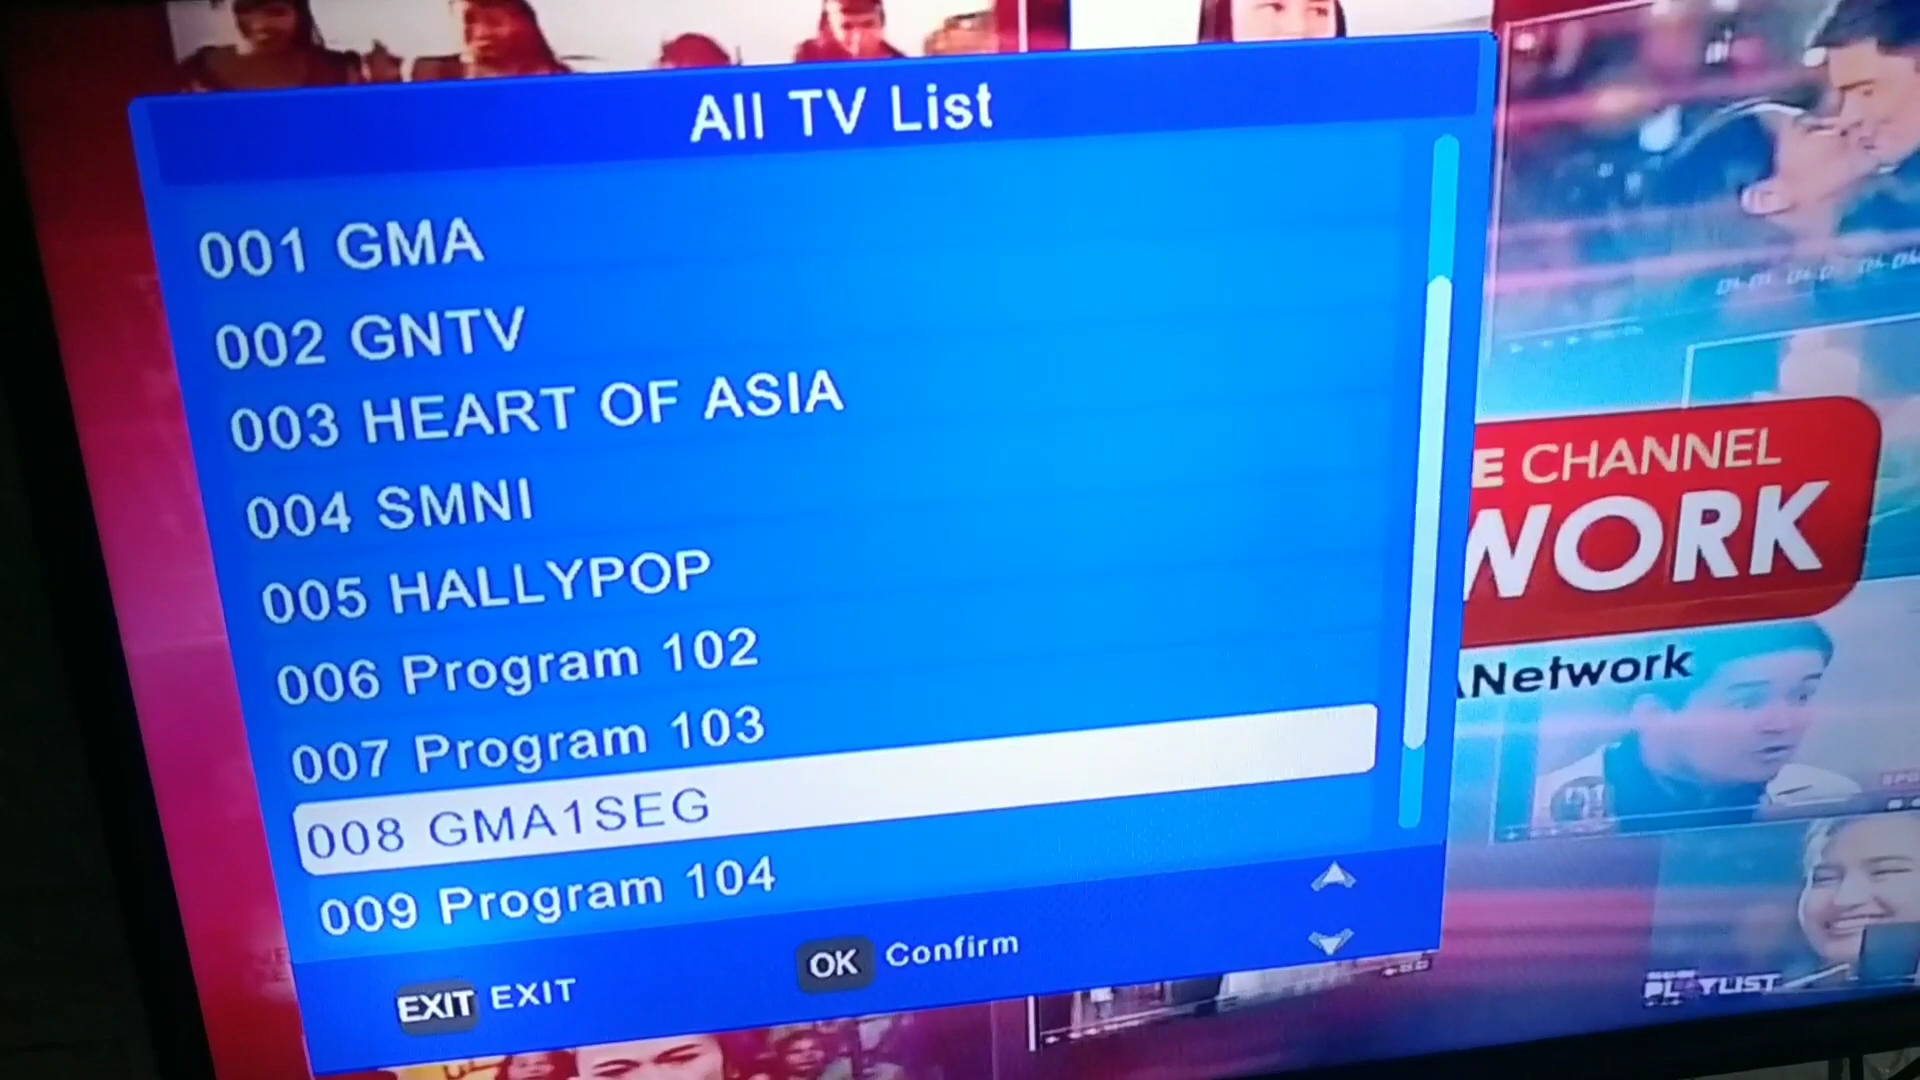 All TV List
001 GMA
002 GNTV
003 HEART OF ASIA
004 SMNI
005 HALLYPOP
006 Program 102
007 Program 103
008 GMA1SEG
009 Program 104
EXIT EXIT
OK Confirm
E CHANNEL
WORK
Network
PLAYLIST